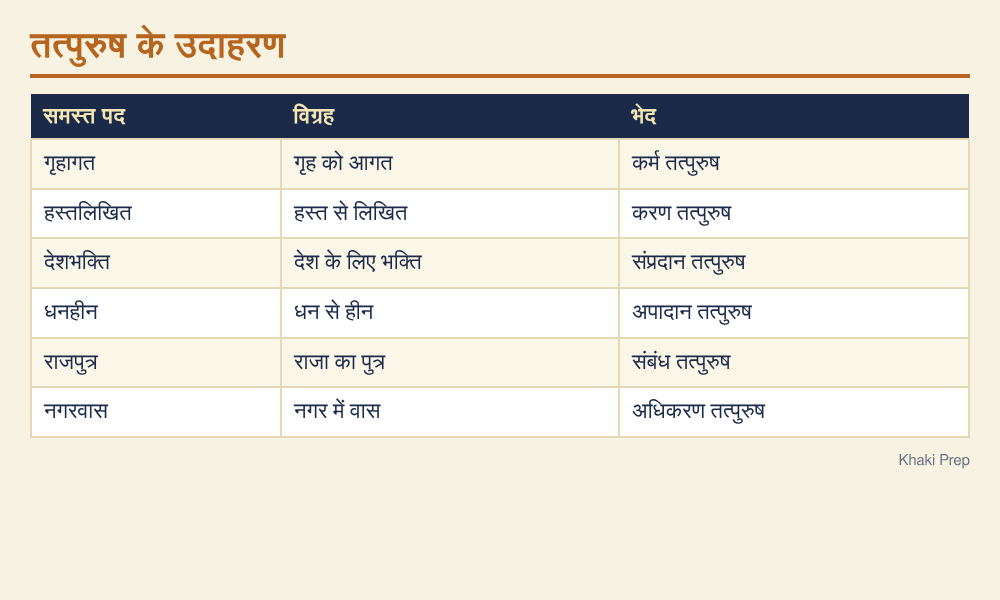 तत्पुरुष के उदाहरण
समस्त पद विग्रह भेद
गृहागत गृह को आगत कर्म तत्पुरुष
हस्तलिखित हस्त से लिखित करण तत्पुरुष
देशभक्ति देश के लिए भक्ति संप्रदान तत्पुरुष
धनहीन धन से हीन अपादान तत्पुरुष
राजपुत्र राजा का पुत्र संबंध तत्पुरुष
नगरवास नगर में वास अधिकरण तत्पुरुष
Khaki Prep